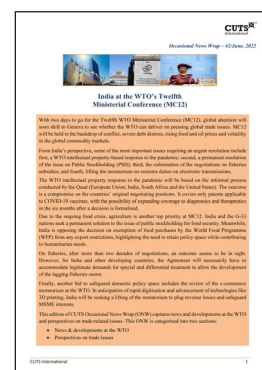 CUTS
International
Occasional News Wrap – 02/June, 2022
India at the WTO's Twelfth
Ministerial Conference (MC12)
With two days to go for the Twelfth WTO Ministerial Conference (MC12), global attention will
soon shift to Geneva to see whether the WTO can deliver on pressing global trade issues. MC12
will be held in the backdrop of conflict, severe debt distress, rising food and oil prices and volatility
in the global commodity markets.
From India's perspective, some of the most important issues requiring an urgent resolution include
first, a WTO intellectual property-based response to the pandemic; second, a permanent resolution
of the issue on Public Stockholding (PSH); third, the culmination of the negotiations on fisheries
subsidies; and fourth, lifting the moratorium on customs duties on electronic transmissions.
The WTO intellectual property response to the pandemic will be based on the informal process
conducted by the Quad (European Union, India, South Africa and the United States). The outcome
is a compromise on the countries' original negotiating positions. It covers only patents applicable
to COVID-19 vaccines, with the possibility of expanding coverage to diagnostics and therapeutics
in the six months after a decision is formalised.
Due to the ongoing food crisis, agriculture is another top priority at MC12. India and the G-33
nations seek a permanent solution to the issue of public stockholding for food security. Meanwhile,
India is opposing the decision on exemption of food purchases by the World Food Programme
(WFP) from any export restrictions, highlighting the need to retain policy space while contributing
to humanitarian needs.
On fisheries, after more than two decades of negotiations, an outcome seems to be in sight.
However, for India and other developing countries, the Agreement will necessarily have to
accommodate legitimate demands for special and differential treatment to allow the development
of the lagging fisheries sector.
Finally, another bid to safeguard domestic policy space includes the review of the e-commerce
moratorium at the WTO. In anticipation of rapid digitisation and advancement of technologies like
3D printing, India will be seeking a lifting of the moratorium to plug revenue losses and safeguard
MSME interests.
This edition of CUTS Occasional News Wrap (ONW) captures news and developments at the WTO
and perspectives on trade-related issues. This ONW is categorised into two sections:
• News & developments at the WTO
• Perspectives on trade issues
CUTS International 1